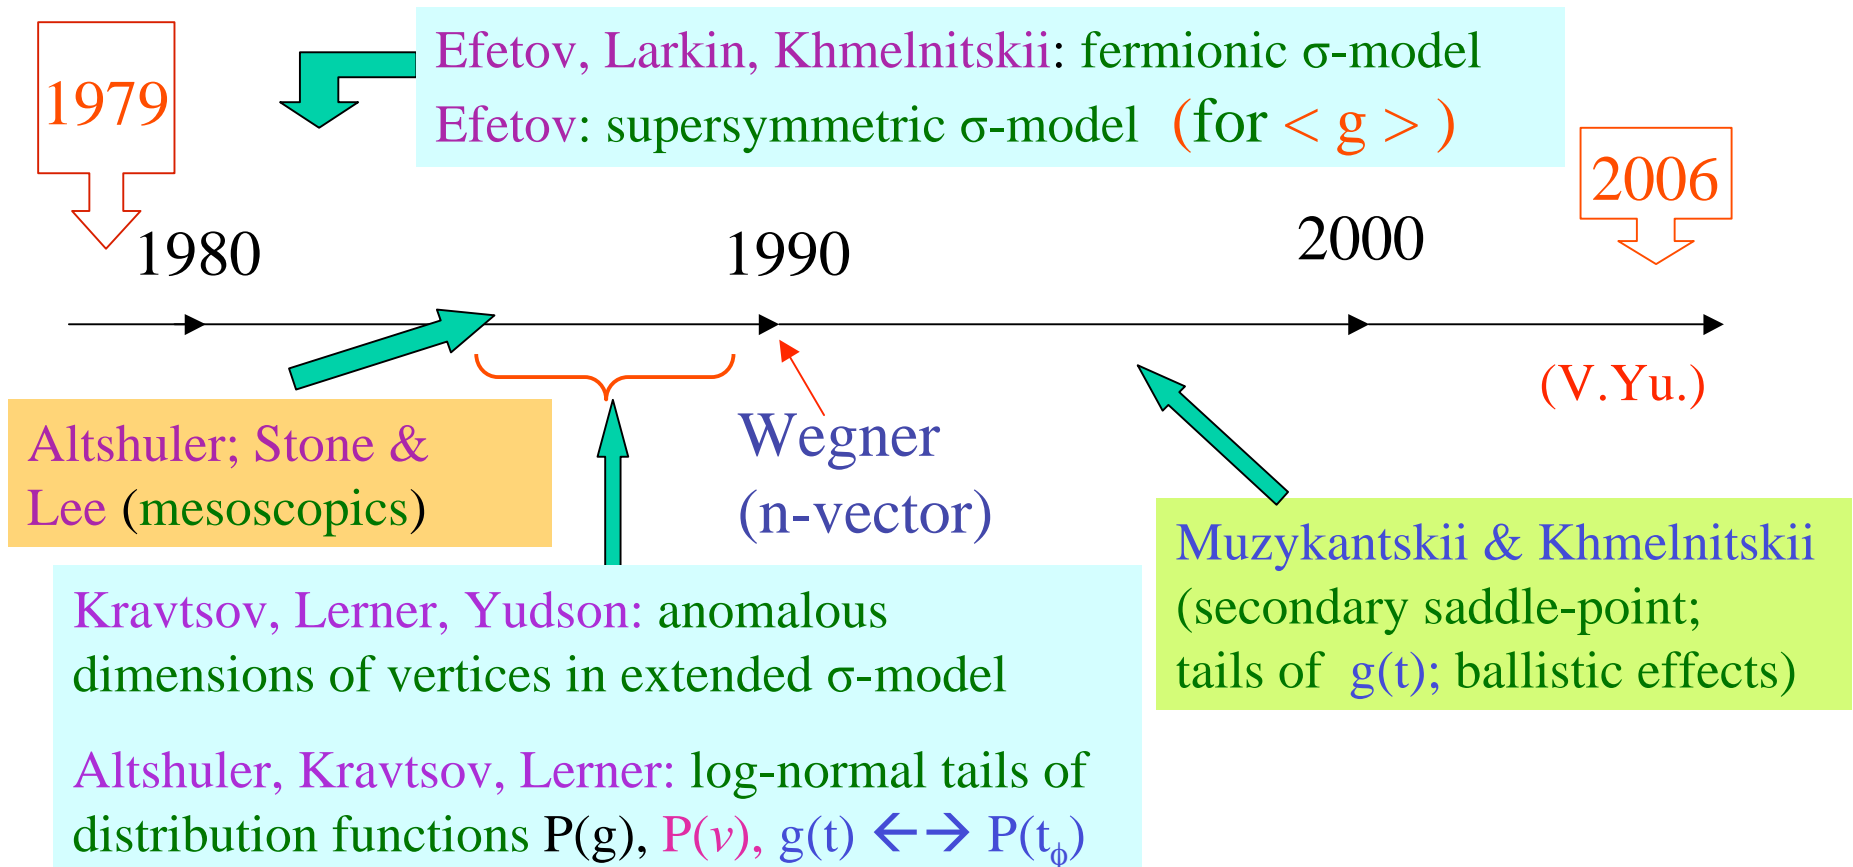 1979
Efetov, Larkin, Khmelnitskii: fermionic σ-model
Efetov: supersymmetric σ-model (for < g > )
2006
1980
1990
2000
(V.Yu.)
Altshuler; Stone &
Lee (mesoscopics)
Wegner
(n-vector)
Muzykantskii & Khmelnitskii
(secondary saddle-point;
tails of g(t); ballistic effects)
Kravtsov, Lerner, Yudson: anomalous
dimensions of vertices in extended σ-model
Altshuler, Kravtsov, Lerner: log-normal tails of
distribution functions P(g), P(ν), g(t) ←→ P(t_ϕ)